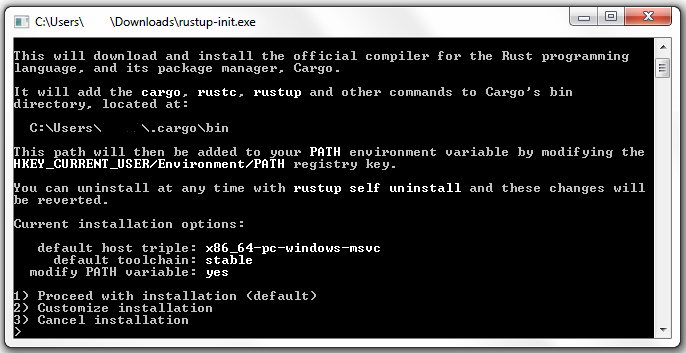 C:\Users\ \Downloads\rustup-init.exe
This will download and install the official compiler for the Rust programming
language, and its package manager, Cargo.
It will add the cargo, rustc, rustup and other commands to Cargo's bin
directory, located at:
C:\Users\ \.cargo\bin
This path will then be added to your PATH environment variable by modifying the
HKEY_CURRENT_USER/Environment/PATH registry key.
You can uninstall at any time with rustup self uninstall and these changes will
be reverted.
Current installation options:
default host triple: x86_64-pc-windows-msvc
default toolchain: stable
modify PATH variable: yes
1) Proceed with installation (default)
2) Customize installation
3) Cancel installation
>